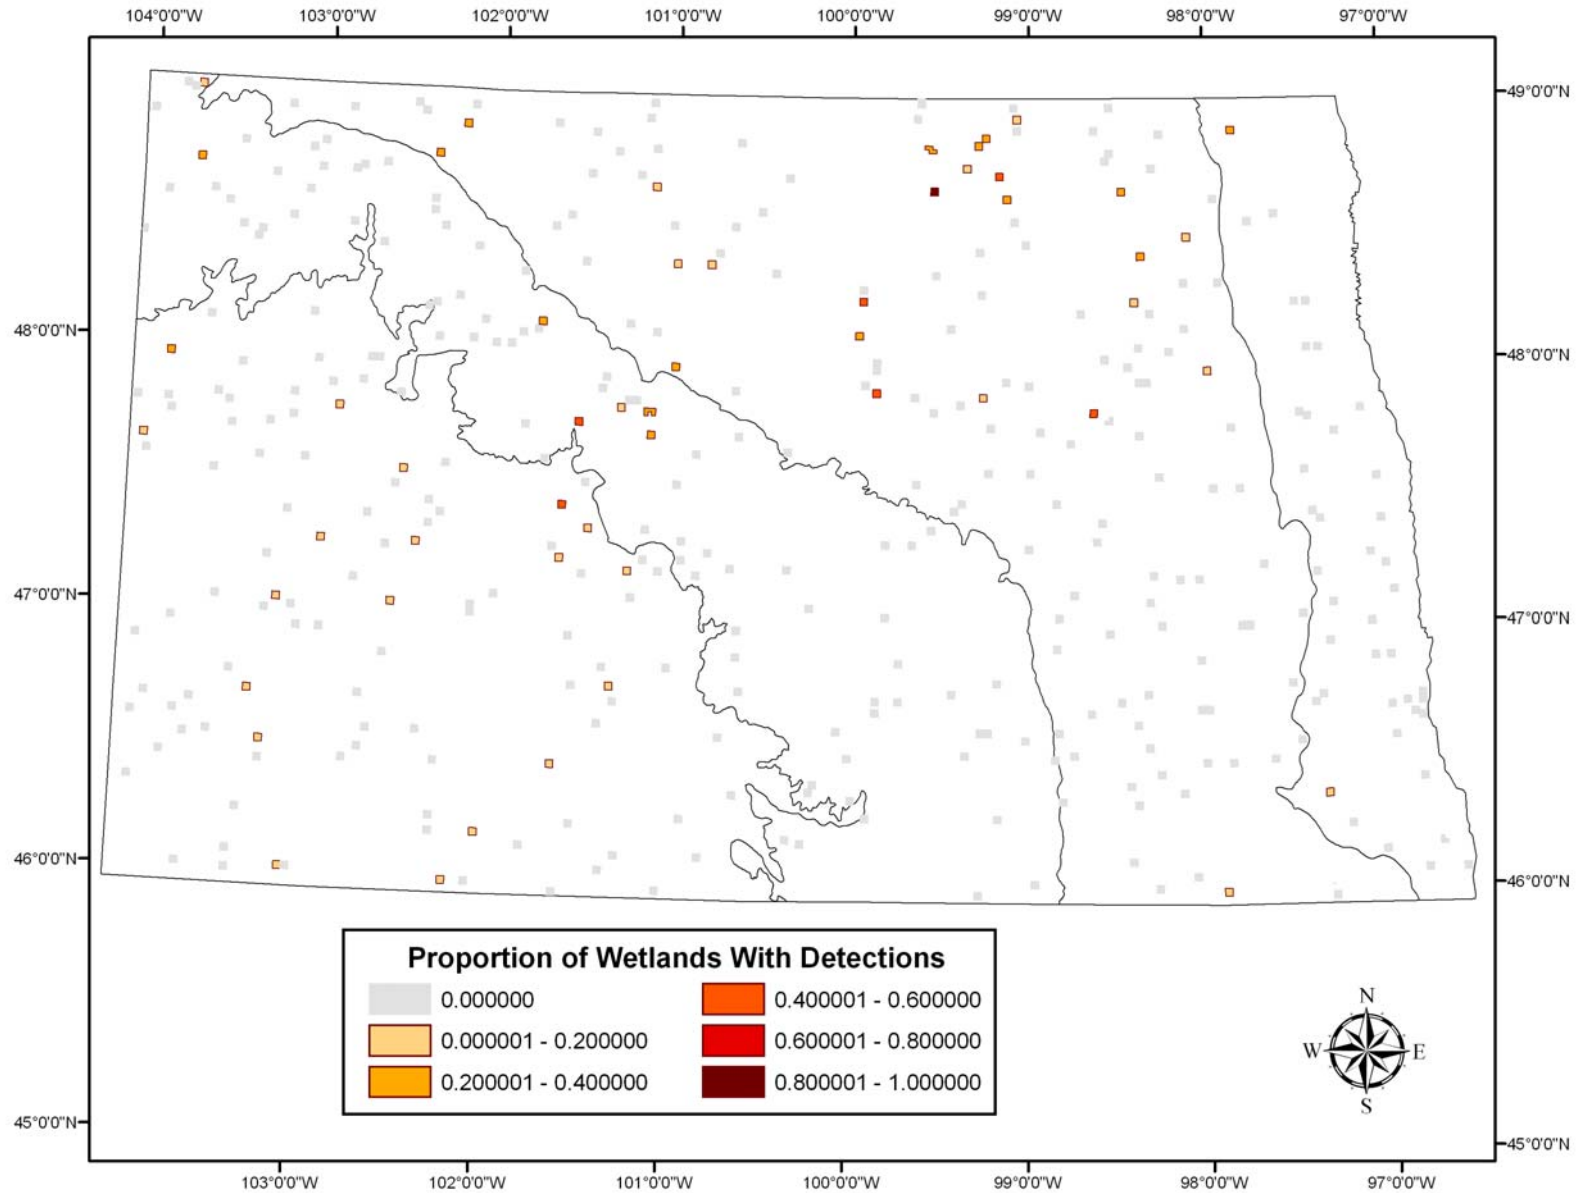 104°0'0"W 103°0'0"W 102°0'0"W 101°0'0"W 100°0'0"W 99°0'0"W 98°0'0"W 97°0'0"W
49°0'0"N
48°0'0"N
48°0'0"N
47°0'0"N
47°0'0"N
46°0'0"N
46°0'0"N
Proportion of Wetlands With Detections
0.000000 0.400001 - 0.600000
0.000001 - 0.200000 0.600001 - 0.800000
0.200001 - 0.400000 0.800001 - 1.000000
N
W E
S
45°0'0"N
45°0'0"N
103°0'0"W 102°0'0"W 101°0'0"W 100°0'0"W 99°0'0"W 98°0'0"W 97°0'0"W